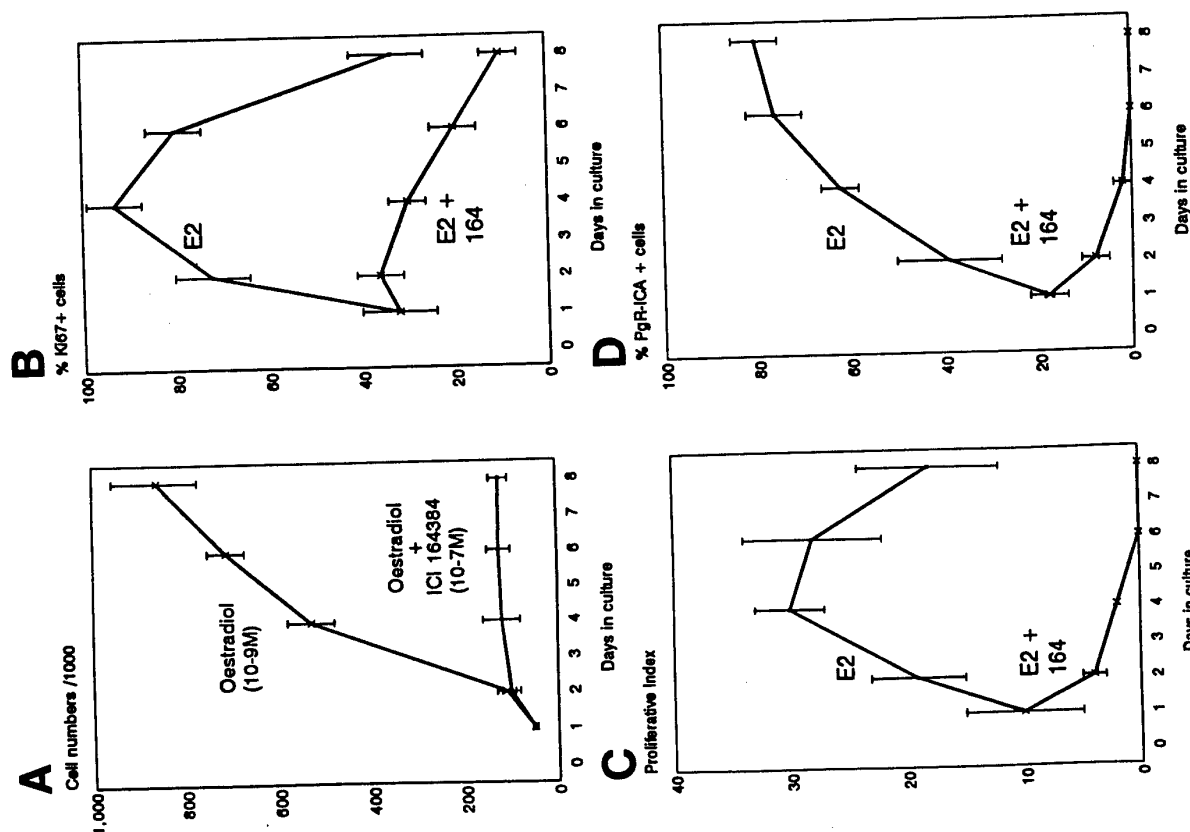 A
Cell numbers /1000
1,000
800
600
400
200
0
Oestradiol
(10-9M)
Oestradiol
+
ICI 164384
(10-7M)
0 1 2 3 4 5 6 7 8
Days in culture
B
% Ki67+ cells
100
80
60
40
20
0
E2
E2 +
164
0 1 2 3 4 5 6 7 8
Days in culture
C
Proliferative Index
40
30
20
10
0
E2
E2 +
164
0 1 2 3 4 5 6 7 8
Days in culture
D
% PgR-ICA + cells
100
80
60
40
20
0
E2
E2 +
164
0 1 2 3 4 5 6 7 8
Days in culture